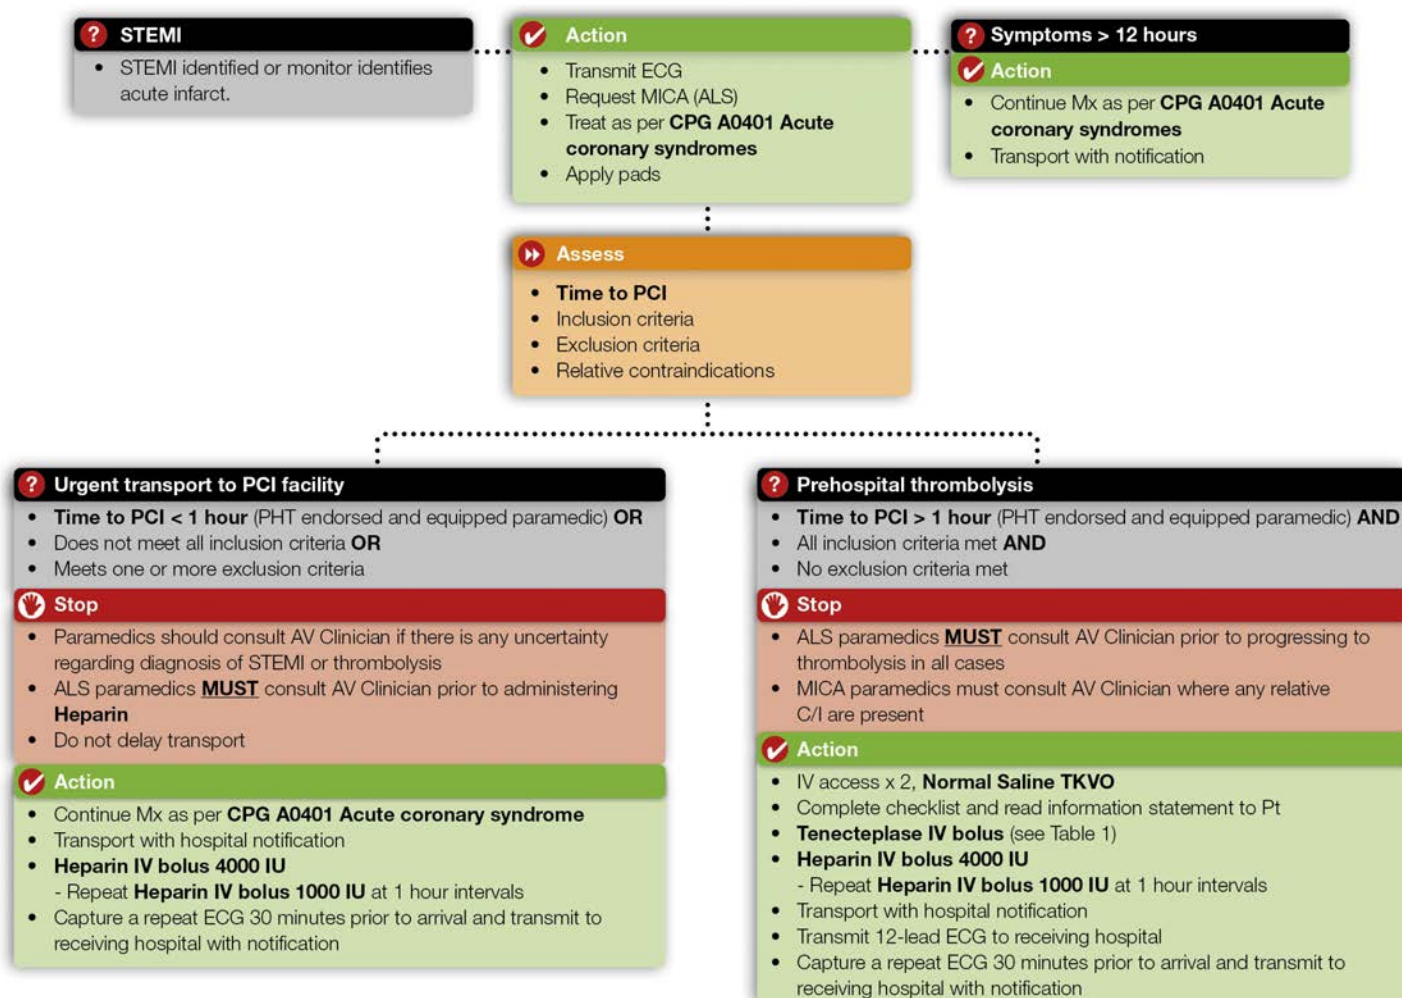 STEMI
• STEMI identified or monitor identifies
acute infarct.
Action
• Transmit ECG
• Request MICA (ALS)
• Treat as per CPG A0401 Acute
coronary syndromes
• Apply pads
Symptoms > 12 hours
Action
• Continue Mx as per CPG A0401 Acute
coronary syndromes
• Transport with notification
Assess
• Time to PCI
• Inclusion criteria
• Exclusion criteria
• Relative contraindications
Urgent transport to PCI facility
• Time to PCI < 1 hour (PHT endorsed and equipped paramedic) OR
• Does not meet all inclusion criteria OR
• Meets one or more exclusion criteria
Stop
• Paramedics should consult AV Clinician if there is any uncertainty
regarding diagnosis of STEMI or thrombolysis
• ALS paramedics MUST consult AV Clinician prior to administering
Heparin
• Do not delay transport
Action
• Continue Mx as per CPG A0401 Acute coronary syndrome
• Transport with hospital notification
• Heparin IV bolus 4000 IU
- Repeat Heparin IV bolus 1000 IU at 1 hour intervals
• Capture a repeat ECG 30 minutes prior to arrival and transmit to
receiving hospital with notification
Prehospital thrombolysis
• Time to PCI > 1 hour (PHT endorsed and equipped paramedic) AND
• All inclusion criteria met AND
• No exclusion criteria met
Stop
• ALS paramedics MUST consult AV Clinician prior to progressing to
thrombolysis in all cases
• MICA paramedics must consult AV Clinician where any relative
C/I are present
Action
• IV access x 2, Normal Saline TKVO
• Complete checklist and read information statement to Pt
• Tenecteplase IV bolus (see Table 1)
• Heparin IV bolus 4000 IU
- Repeat Heparin IV bolus 1000 IU at 1 hour intervals
• Transport with hospital notification
• Transmit 12-lead ECG to receiving hospital
• Capture a repeat ECG 30 minutes prior to arrival and transmit to
receiving hospital with notification